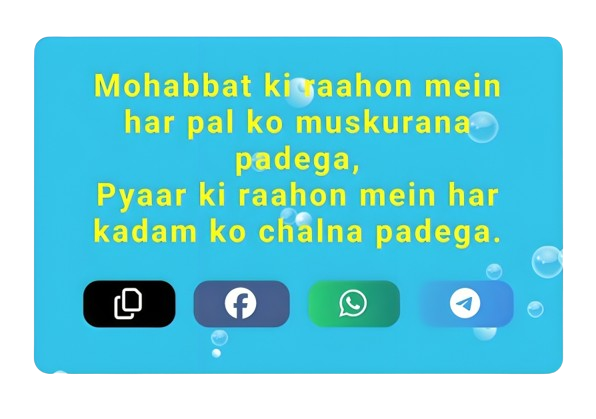 Mohabbat ki raahon mein
har pal ko muskurana
padega,
Pyaar ki raahon mein har
kadam ko chalna padega.